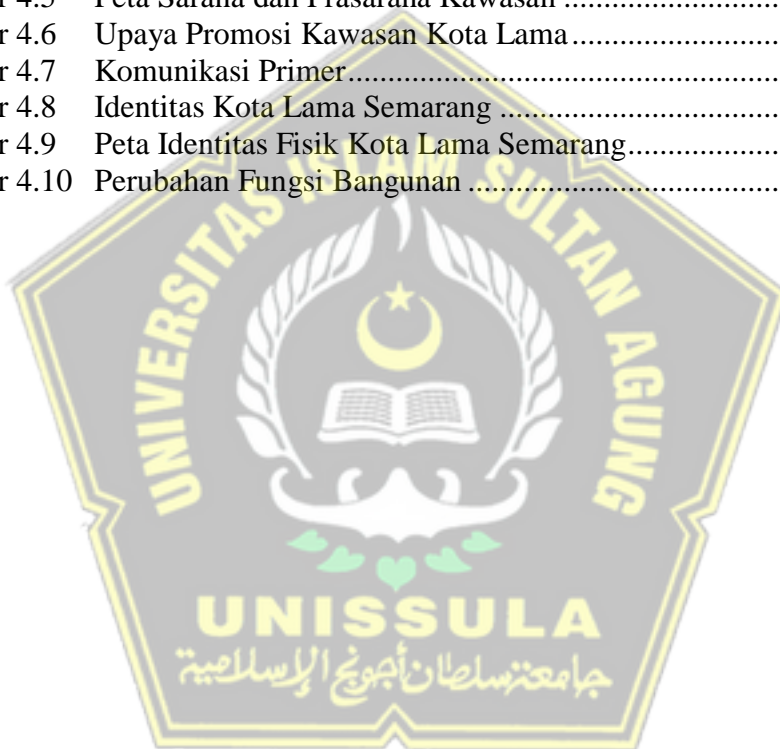 r 4.5 Peta Sarana dan Prasarana Kawasan ........................
r 4.6 Upaya Promosi Kawasan Kota Lama ........................
r 4.7 Komunikasi Primer ........................
r 4.8 Identitas Kota Lama Semarang ........................
r 4.9 Peta Identitas Fisik Kota Lama Semarang ........................
r 4.10 Perubahan Fungsi Bangunan ........................
UNIVERSITAS ISLAM SULTAN AGUNG
UNISSULA
جامعة سلطان أجونج الإسلامية